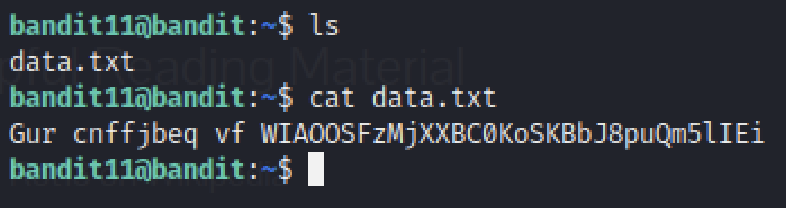 bandit11@bandit:~$ ls
data.txt
bandit11@bandit:~$ cat data.txt
Gur cnffjbeq vf WIAOOSFzMjXXBC0KoSKBbJ8puQm5lIEi
bandit11@bandit:~$